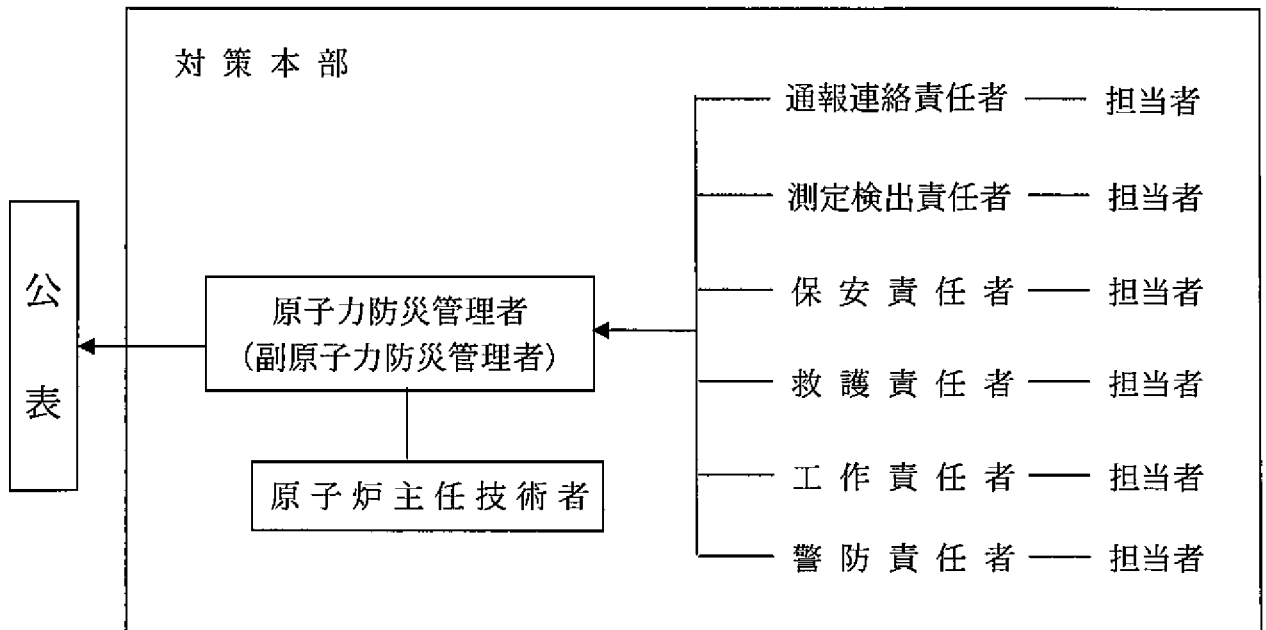 対策本部
通報連絡責任者 担当者
測定検出責任者 担当者
保安責任者 担当者
救護責任者 担当者
工作責任者 担当者
警防責任者 担当者
原子力防災管理者
(副原子力防災管理者)
原子炉主任技術者
公表